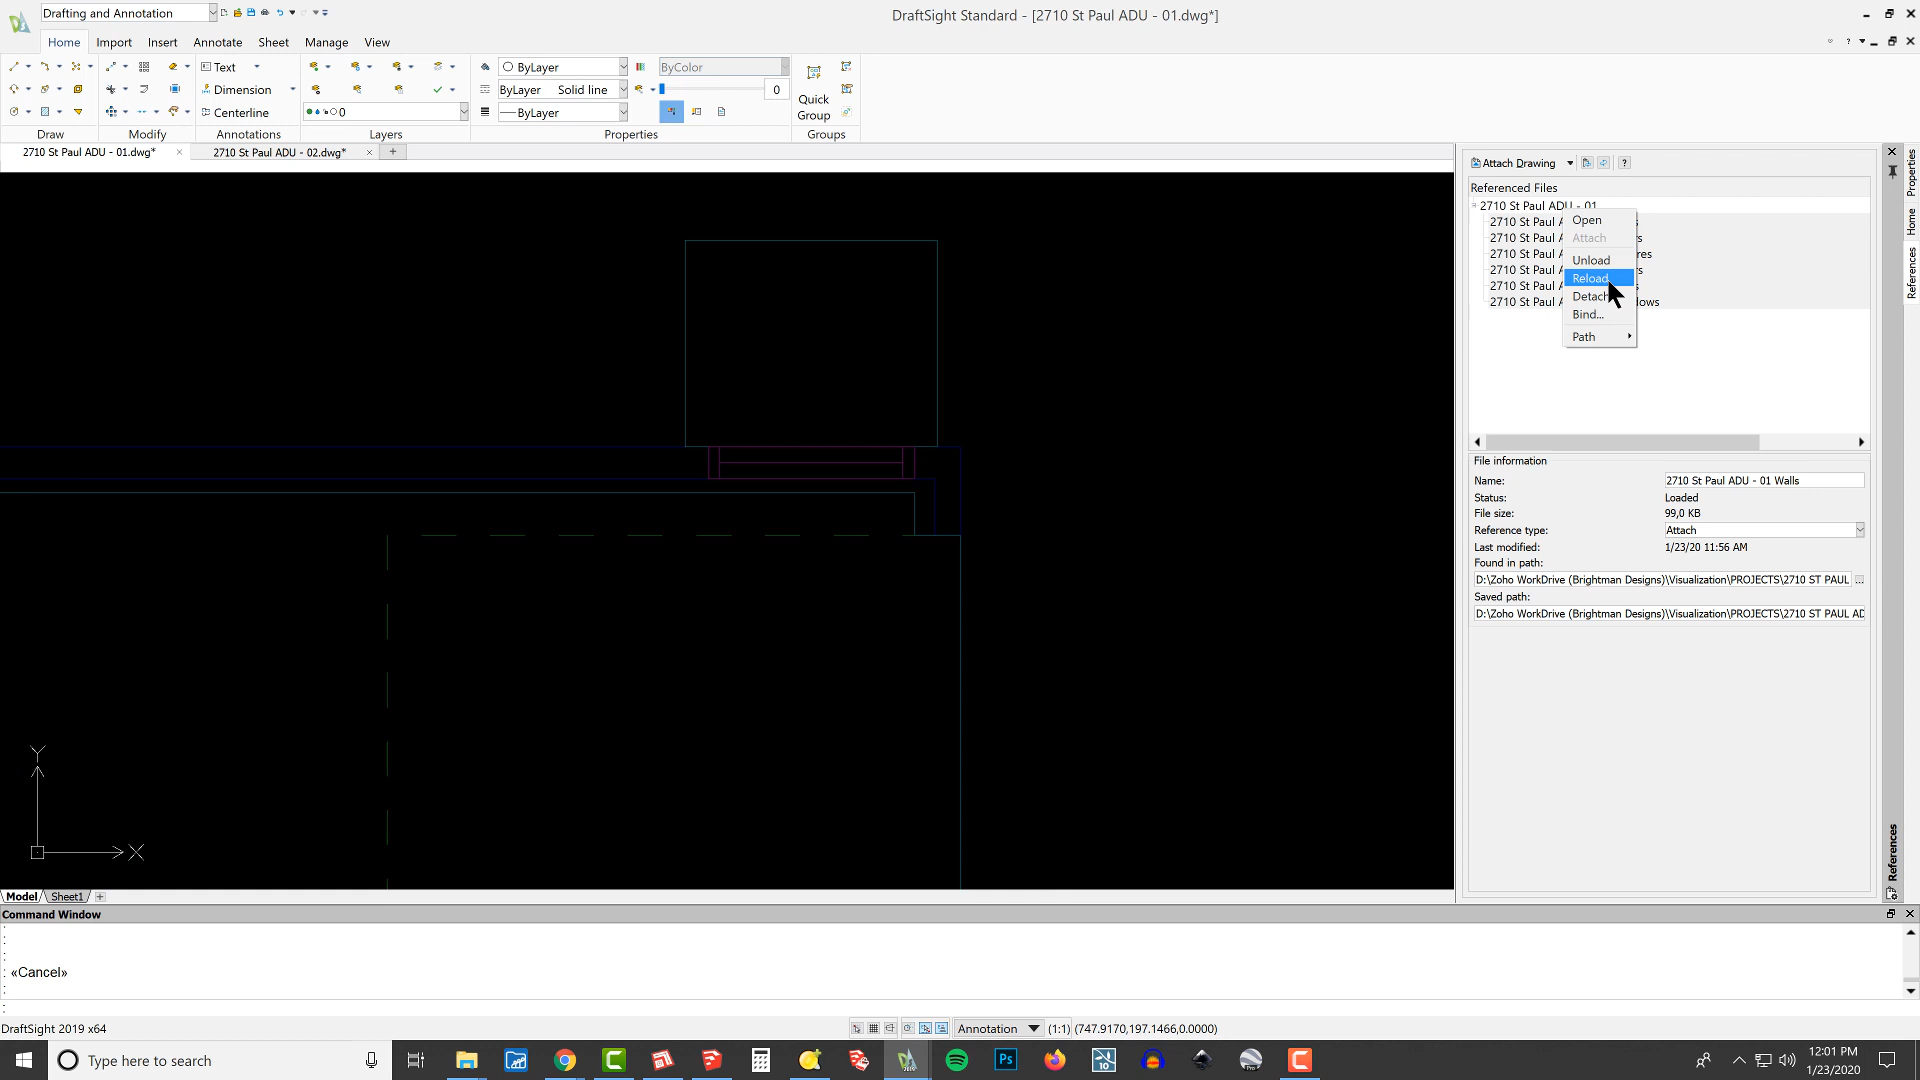 Drafting and Annotation
DraftSight Standard - [2710 St Paul ADU - 01.dwg*]
Home Import Insert Annotate Sheet Manage View
Text
ByLayer
ByColor
Dimension
ByLayer Solid line
0
Quick
Group
Centerline
0
ByLayer
Draw Modify Annotations Layers Properties Groups
2710 St Paul ADU - 01.dwg* 2710 St Paul ADU - 02.dwg*
Attach Drawing
Referenced Files
2710 St Paul ADU - 01
2710 St Paul
2710 St Paul
2710 St Paul
2710 St Paul
2710 St Paul
2710 St Paul
Open
Attach
Unload
Reload
Detach
Bind...
Path
File information
Name: 2710 St Paul ADU - 01 Walls
Status: Loaded
File size: 99,0 KB
Reference type: Attach
Last modified: 1/23/20 11:56 AM
Found in path:
D:\Zoho WorkDrive (Brightman Designs)\Visualization\PROJECTS\2710 ST PAUL ...
Saved path:
D:\Zoho WorkDrive (Brightman Designs)\Visualization\PROJECTS\2710 ST PAUL AD
Properties
Home
References
References
Y
X
Model Sheet1
Command Window
:
:
:
: «Cancel»
:
:
DraftSight 2019 x64
Annotation (1:1) (747.9170,197.1466,0.0000)
Type here to search
Ps
10
2019
Pro
12:01 PM
1/23/2020